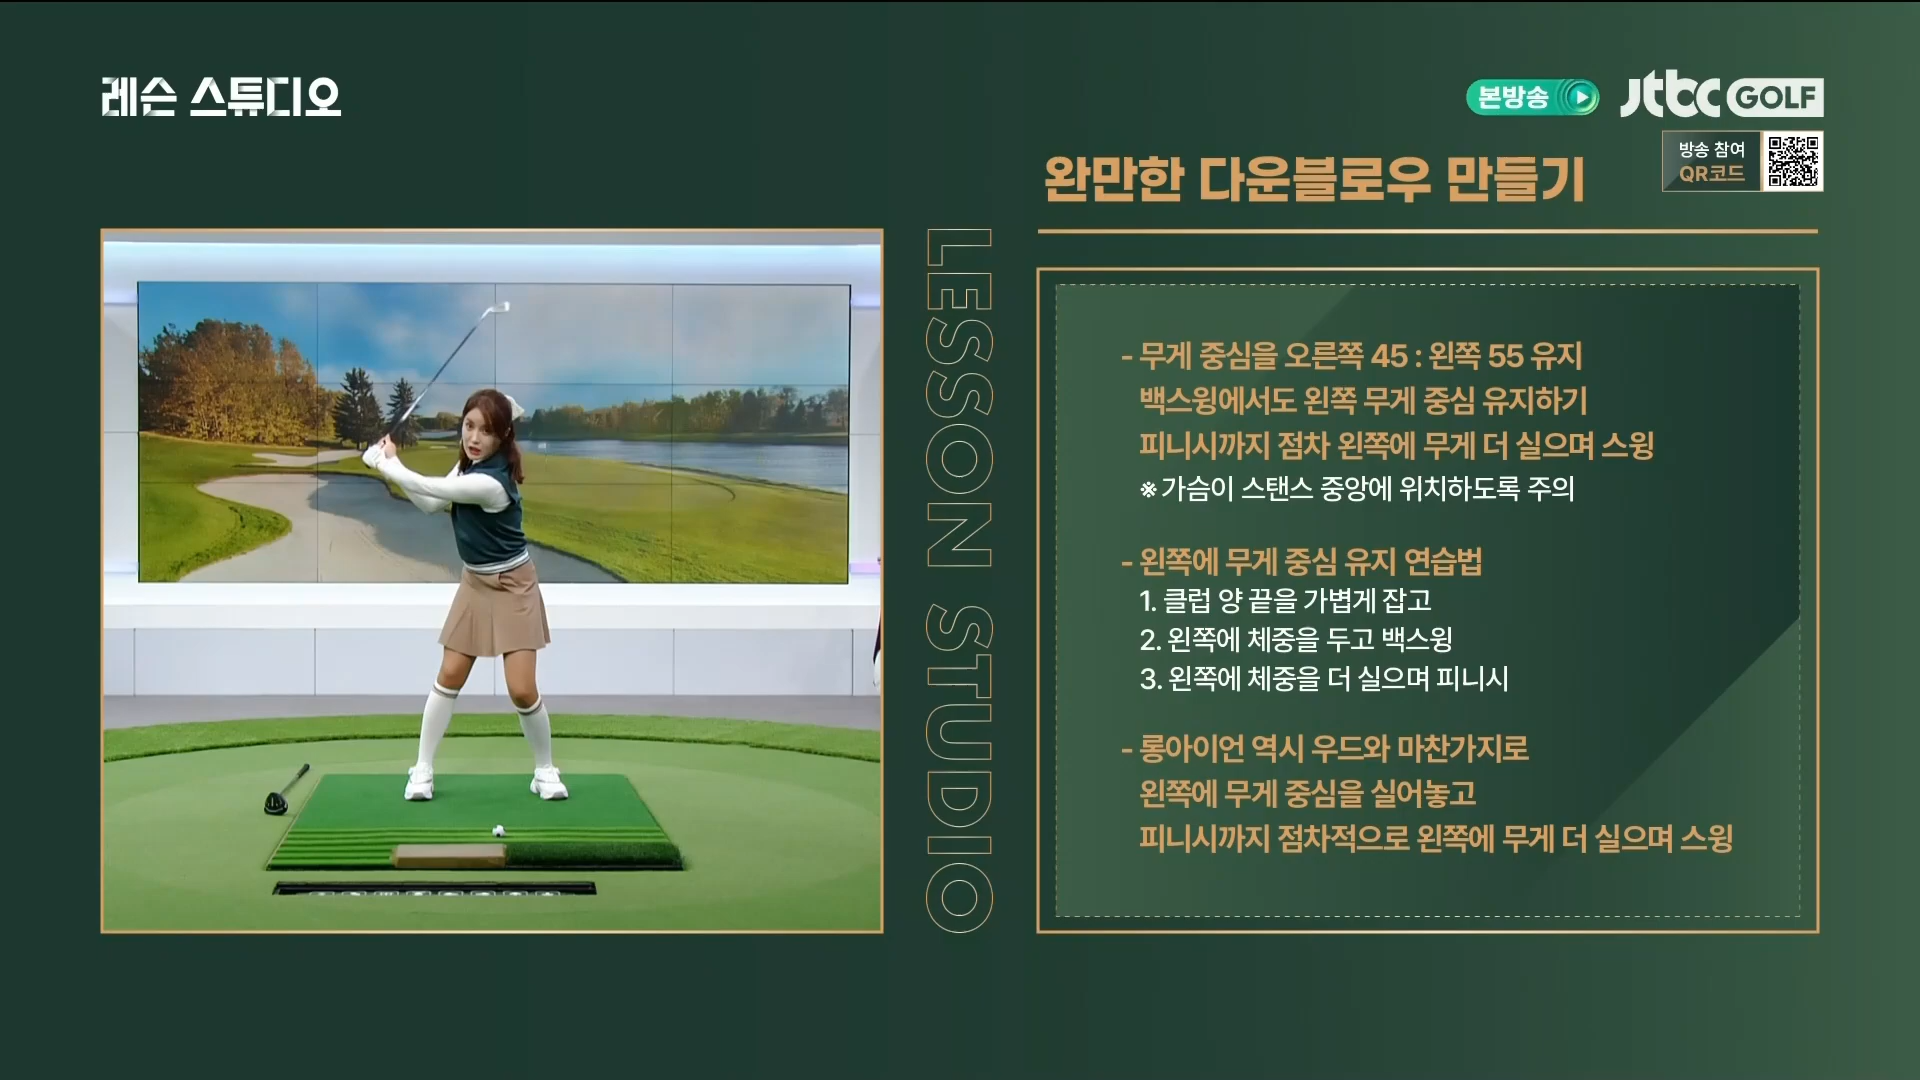 레슨 스튜디오
본방송
Jtbc GOLF
방송 참여
QR코드
완만한 다운블로우 만들기
LESSON STUDIO
- 무게 중심을 오른쪽 45 : 왼쪽 55 유지
백스윙에서도 왼쪽 무게 중심 유지하기
피니시까지 점차 왼쪽에 무게 더 실으며 스윙
※ 가슴이 스탠스 중앙에 위치하도록 주의
- 왼쪽에 무게 중심 유지 연습법
1. 클럽 양 끝을 가볍게 잡고
2. 왼쪽에 체중을 두고 백스윙
3. 왼쪽에 체중을 더 실으며 피니시
- 롱아이언 역시 우드와 마찬가지로
왼쪽에 무게 중심을 실어놓고
피니시까지 점차적으로 왼쪽에 무게 더 실으며 스윙